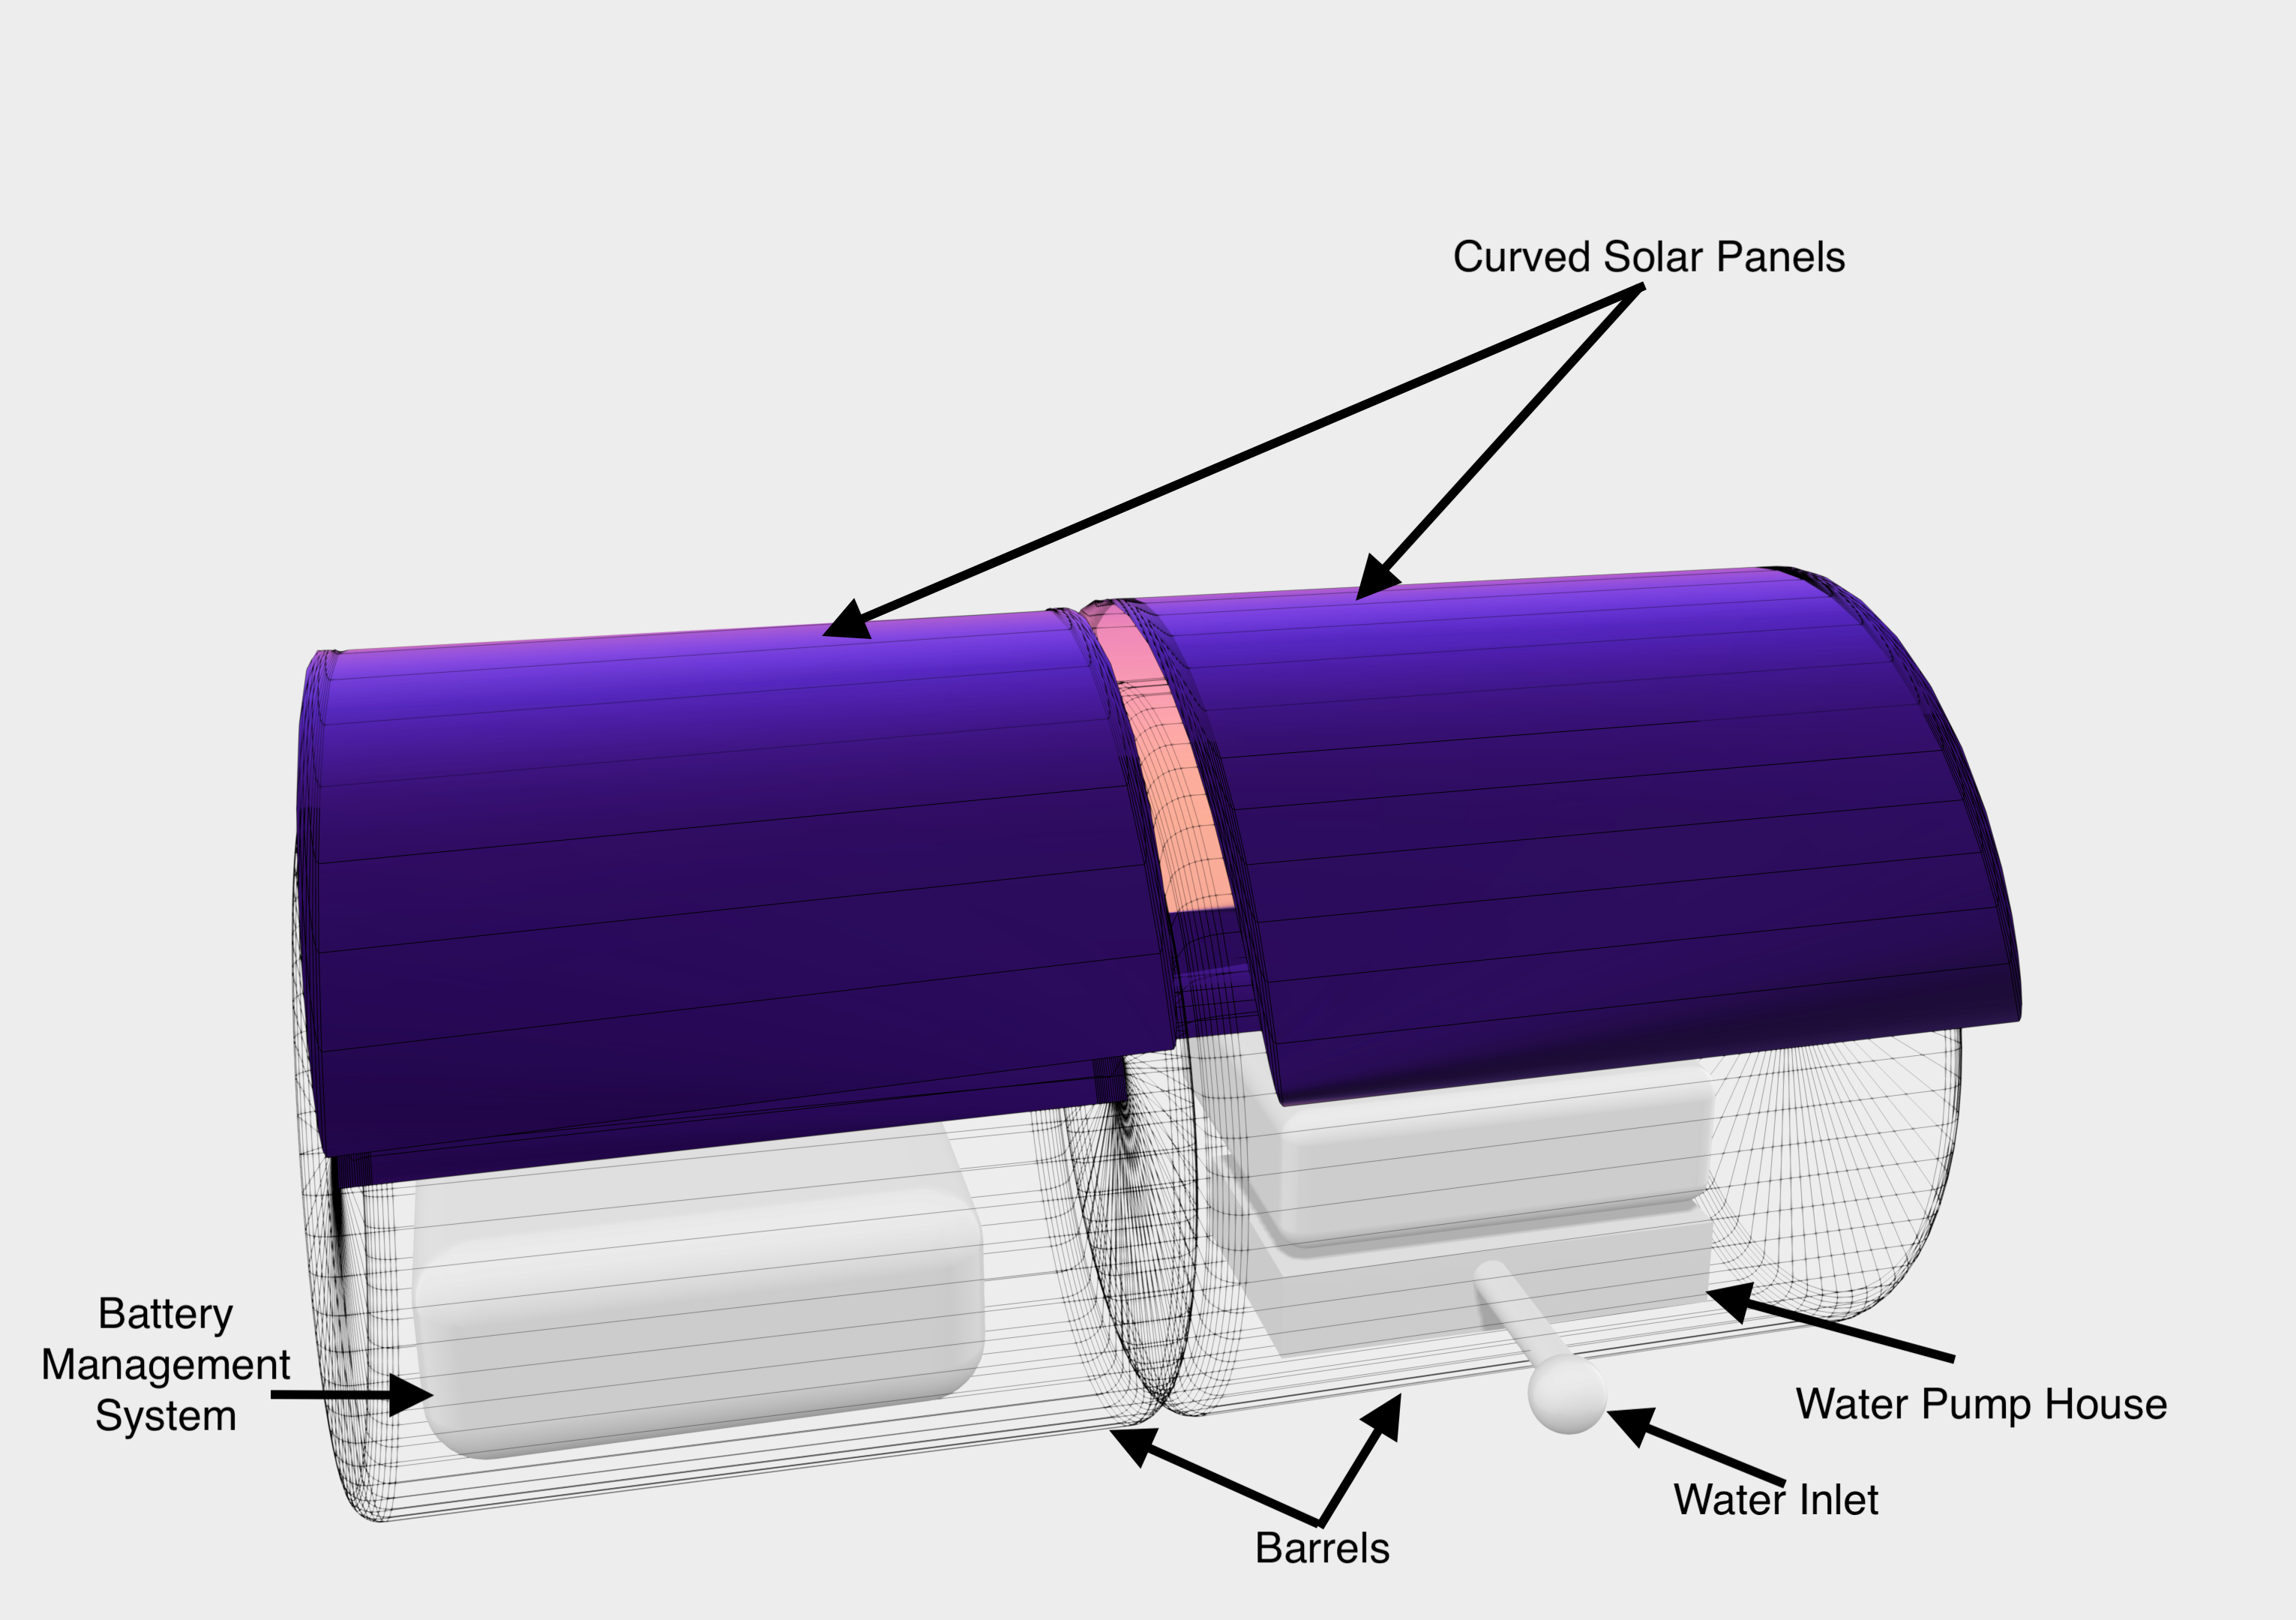 Curved Solar Panels
Battery
Management
System
Water Pump House
Water Inlet
Barrels